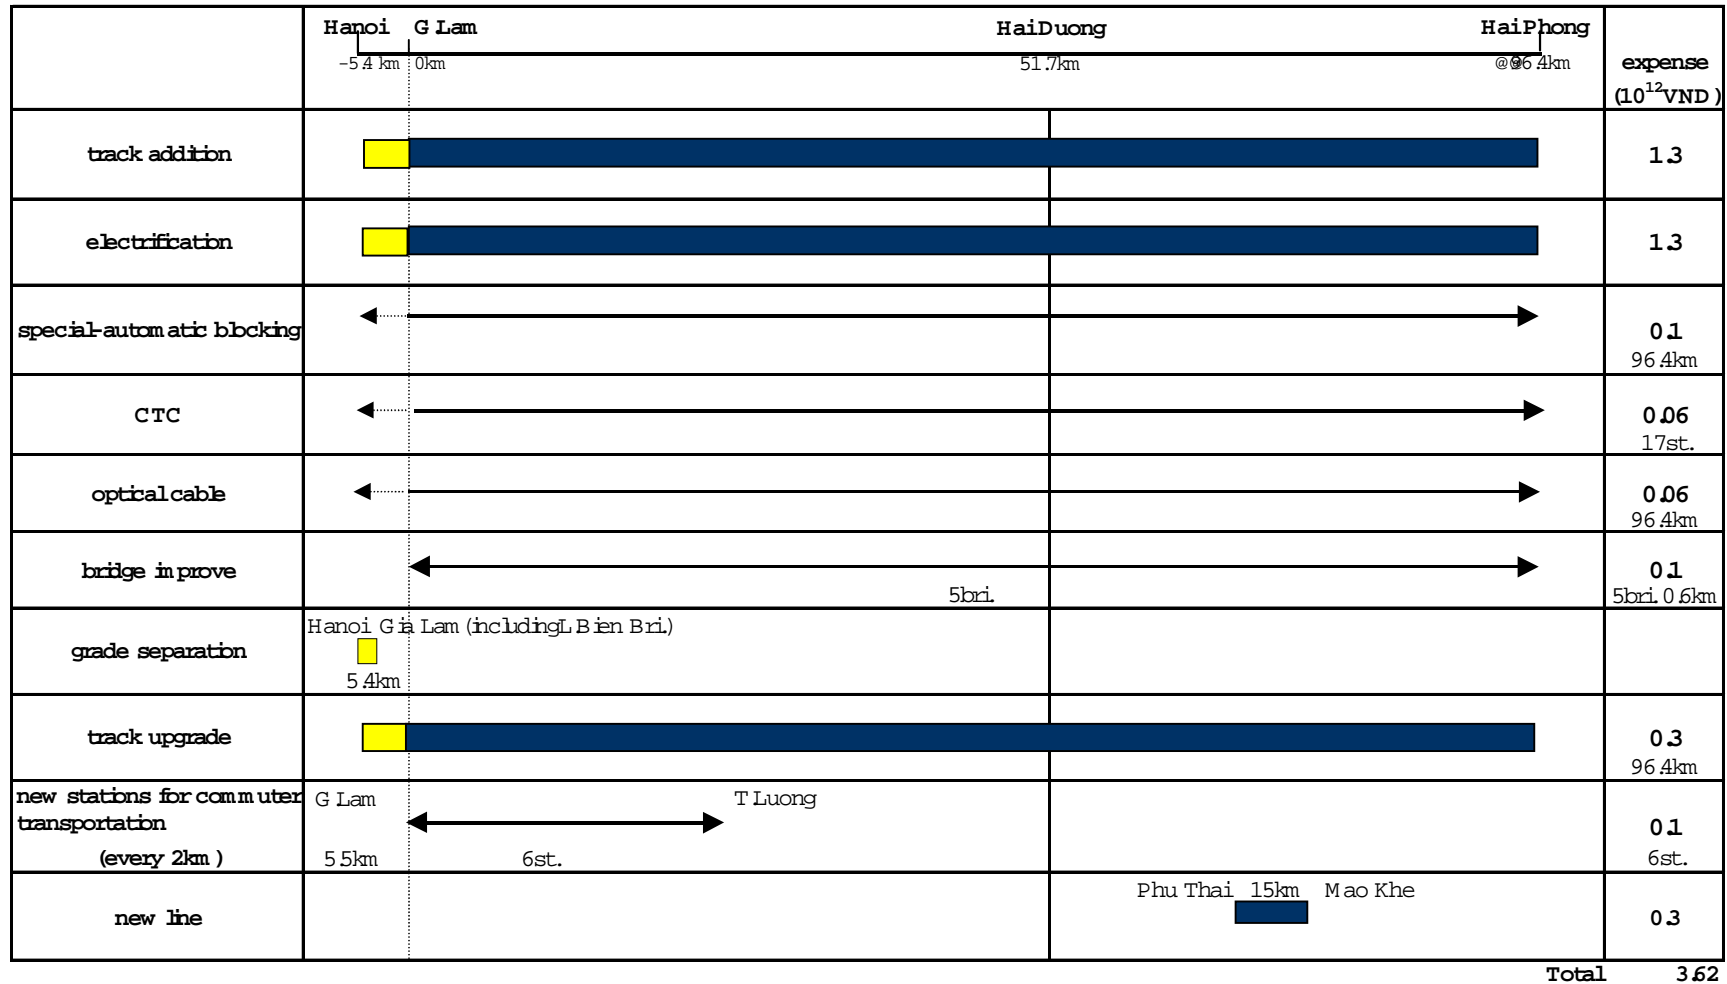 Hanoi G.Lam HaiDuong HaiPhong
-5.4 km 0km 51.7km @@96.4km expense
(10¹²VND)
track addition 1.3
electrification 1.3
special-automatic blocking 0.1
96.4km
CTC 0.06
17st.
optical cable 0.06
96.4km
bridge improve 0.1
5bri. 5bri. 0.6km
Hanoi Gia Lam (including L.Bien Bri.)
grade separation
5.4km
track upgrade 0.3
96.4km
new stations for commuter G.Lam T.Luong
transportation 0.1
(every 2km) 5.5km 6st. 6st.
Phu Thai 15km Mao Khe
new line 0.3
Total 3.62